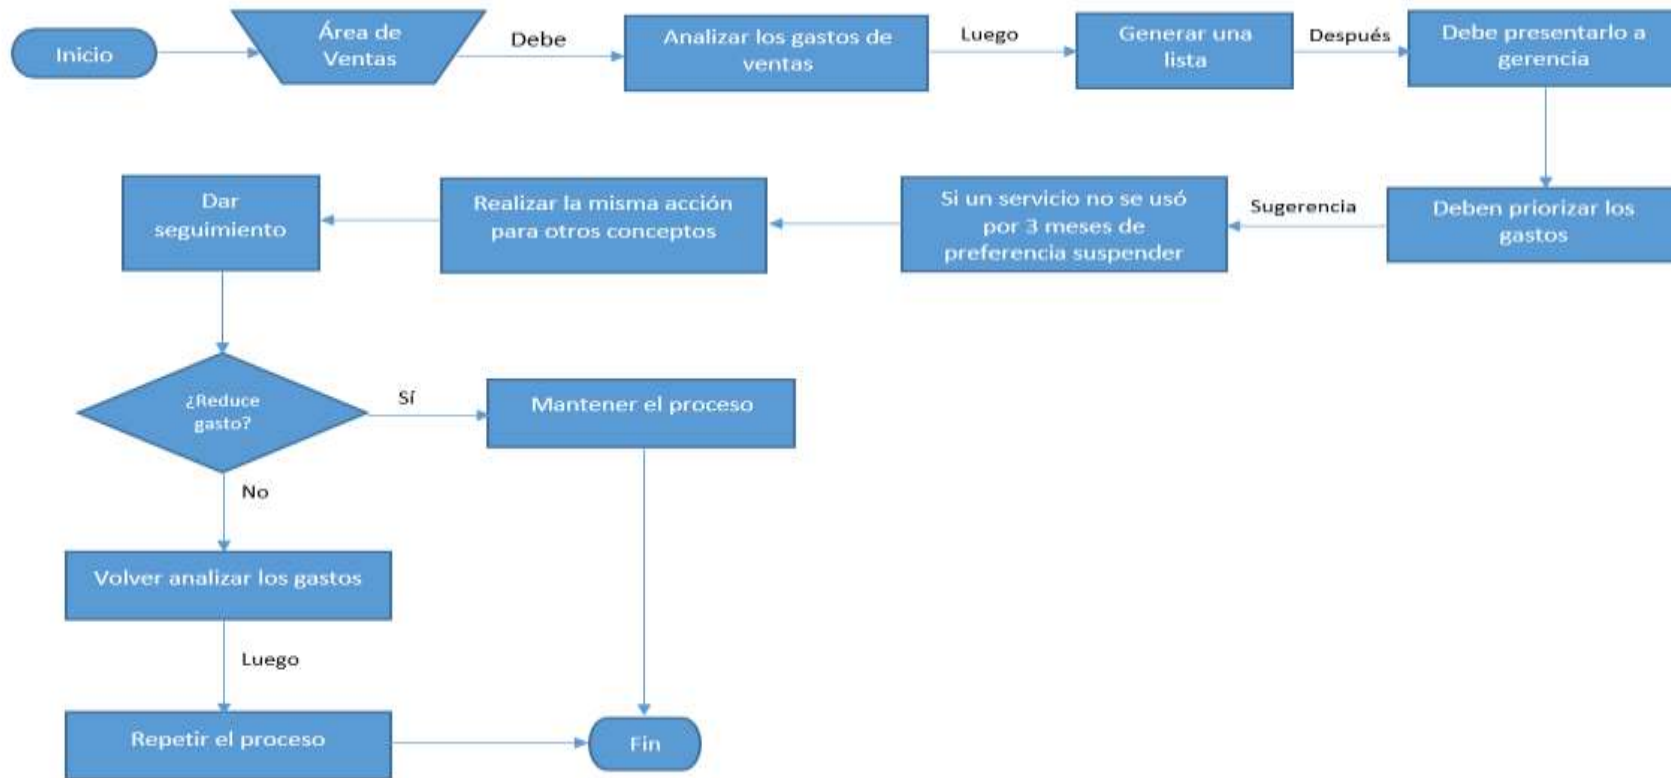 Inicio
Área de
Ventas
Debe
Analizar los gastos de
ventas
Luego
Generar una
lista
Después
Debe presentarlo a
gerencia
Deben priorizar los
gastos
Sugerencia
Si un servicio no se usó
por 3 meses de
preferencia suspender
Realizar la misma acción
para otros conceptos
Dar
seguimiento
¿Reduce
gasto?
Sí
Mantener el proceso
No
Volver analizar los gastos
Luego
Repetir el proceso
Fin